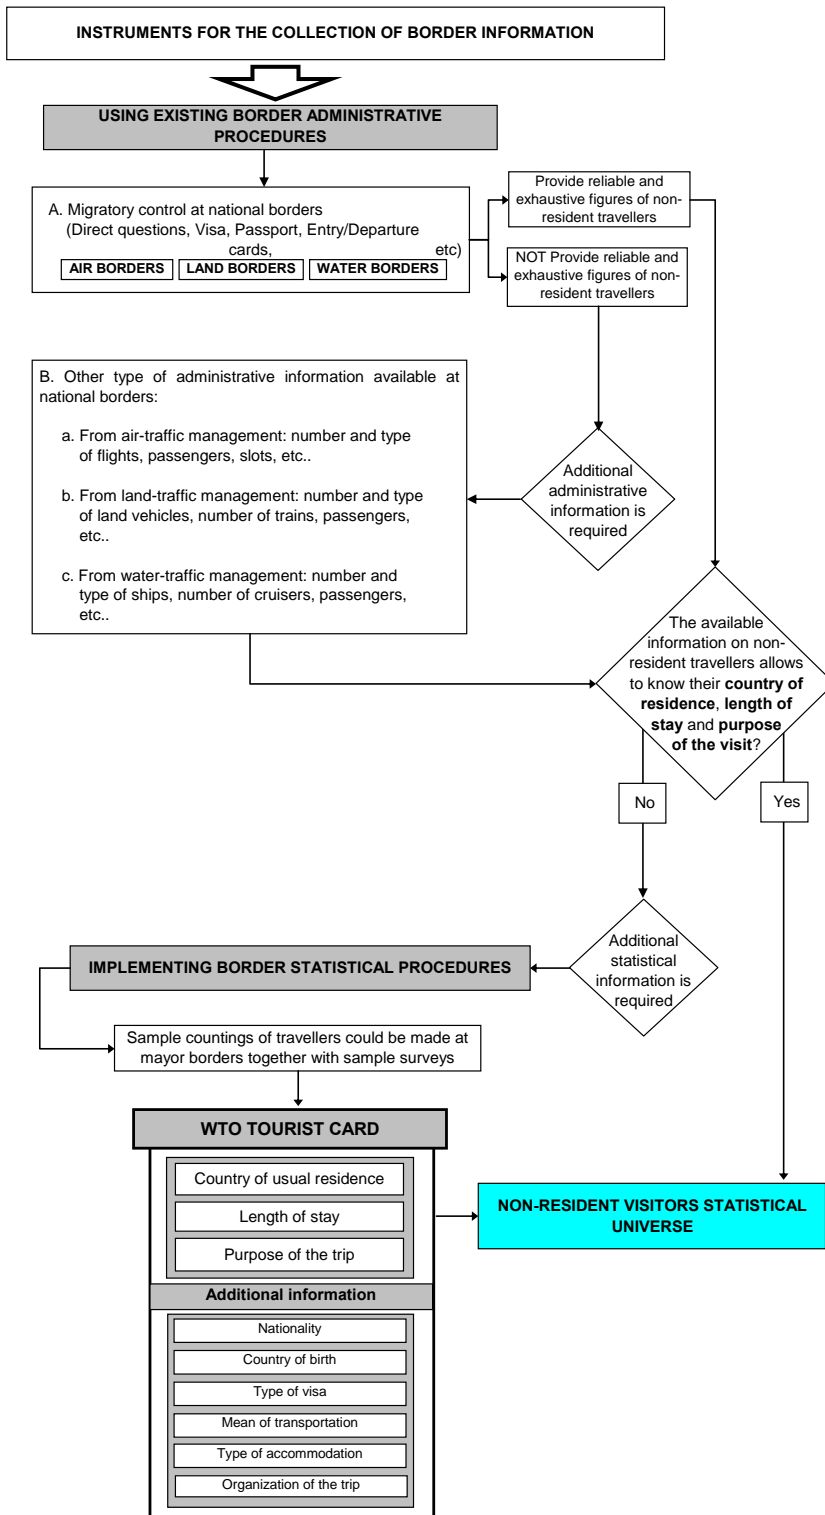 INSTRUMENTS FOR THE COLLECTION OF BORDER INFORMATION
USING EXISTING BORDER ADMINISTRATIVE
PROCEDURES
A. Migratory control at national borders
(Direct questions, Visa, Passport, Entry/Departure
cards, etc)
AIR BORDERS
LAND BORDERS
WATER BORDERS
Provide reliable and
exhaustive figures of non-
resident travellers
NOT Provide reliable and
exhaustive figures of non-
resident travellers
B. Other type of administrative information available at
national borders:
a. From air-traffic management: number and type
of flights, passengers, slots, etc..
b. From land-traffic management: number and type
of land vehicles, number of trains, passengers,
etc..
c. From water-traffic management: number and
type of ships, number of cruisers, passengers,
etc..
Additional
administrative
information is
required
The available
information on non-
resident travellers allows
to know their country of
residence, length of
stay and purpose
of the visit?
No
Yes
Additional
statistical
information is
required
IMPLEMENTING BORDER STATISTICAL PROCEDURES
Sample countings of travellers could be made at
mayor borders together with sample surveys
WTO TOURIST CARD
Country of usual residence
Length of stay
Purpose of the trip
NON-RESIDENT VISITORS STATISTICAL
UNIVERSE
Additional information
Nationality
Country of birth
Type of visa
Mean of transportation
Type of accommodation
Organization of the trip